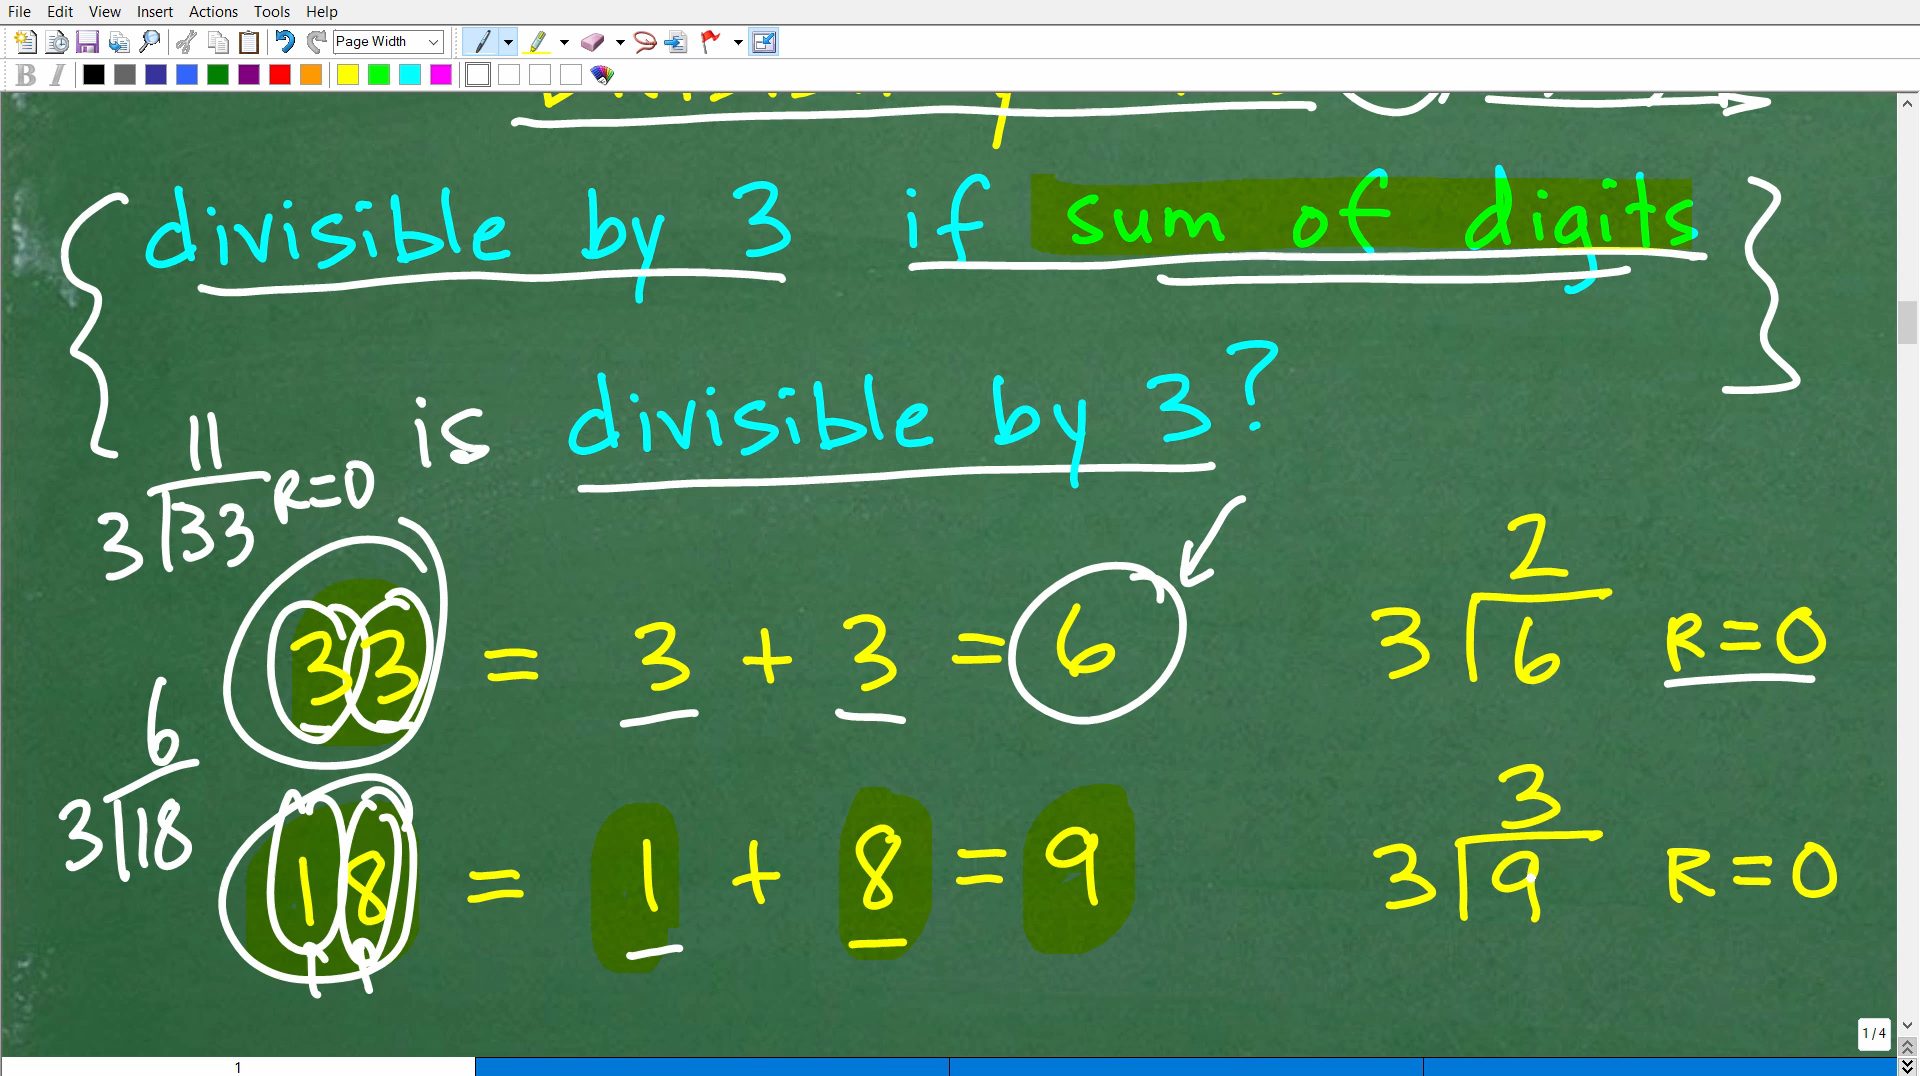 File Edit View Insert Actions Tools Help
Page Width
B I
divisible by 3 if sum of digits
is divisible by 3?
11
3 33 R=0
33 = 3 + 3 = 6
2
3 6 R=0
6
3 18
18 = 1 + 8 = 9
3
3 9 R=0
1/4
1